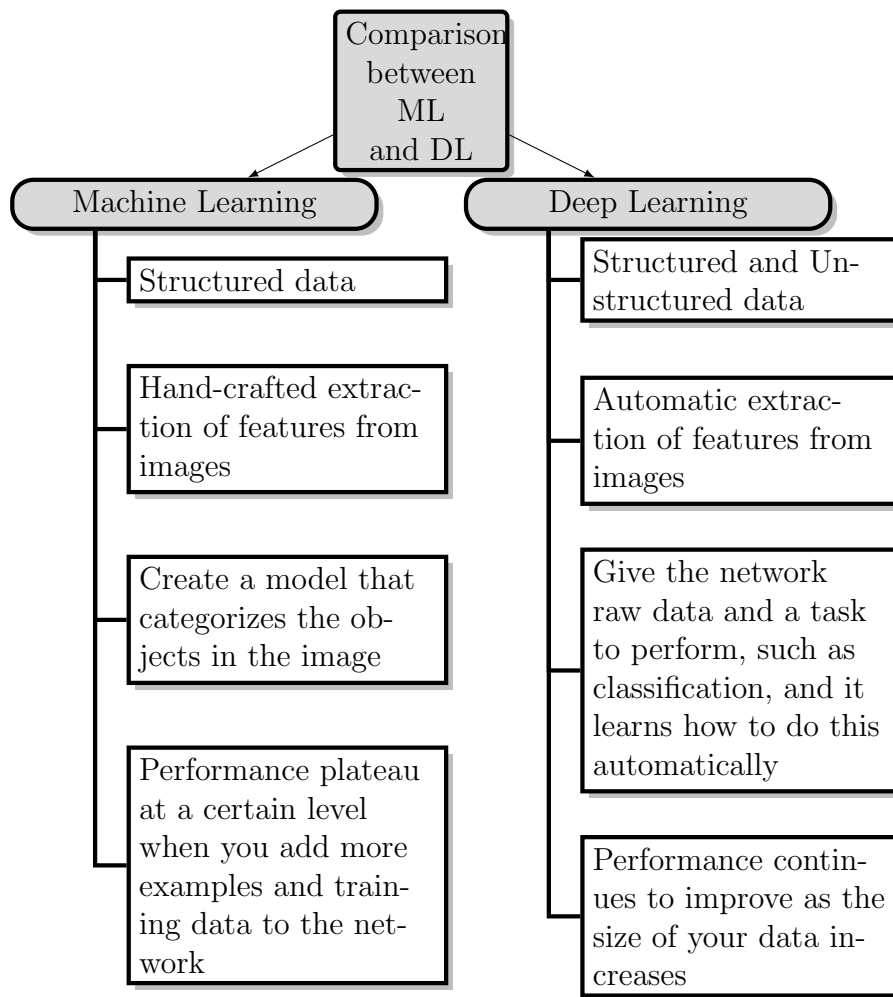 Comparison
between
ML
and DL
Machine Learning
Structured data
Hand-crafted extrac-
tion of features from
images
Create a model that
categorizes the ob-
jects in the image
Performance plateau
at a certain level
when you add more
examples and train-
ing data to the net-
work
Deep Learning
Structured and Un-
structured data
Automatic extrac-
tion of features from
images
Give the network
raw data and a task
to perform, such as
classification, and it
learns how to do this
automatically
Performance contin-
ues to improve as the
size of your data in-
creases